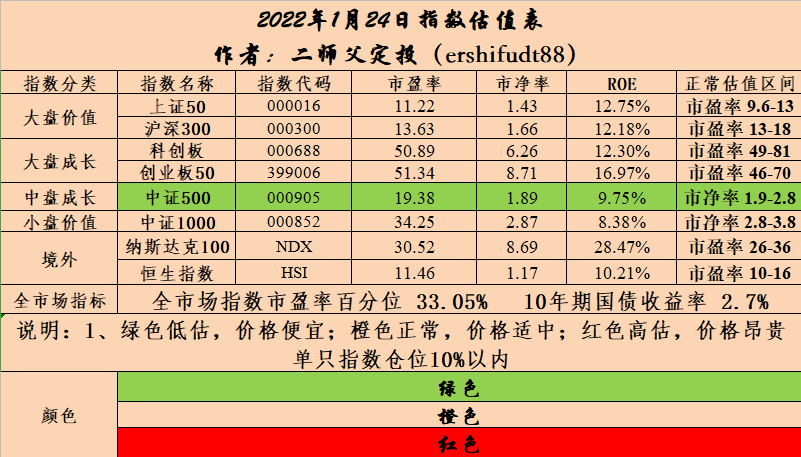 2022年1月24日指数估值表
作者：二师父定投（ershifudt88）
指数分类 指数名称 指数代码 市盈率 市净率 ROE 正常估值区间
大盘价值 上证50 000016 11.22 1.43 12.75% 市盈率 9.6-13
沪深300 000300 13.63 1.66 12.18% 市盈率 13-18
大盘成长 科创板 000688 50.89 6.26 12.30% 市盈率 49-81
创业板50 399006 51.34 8.71 16.97% 市盈率 46-70
中盘成长 中证500 000905 19.38 1.89 9.75% 市净率 1.9-2.8
小盘价值 中证1000 000852 34.25 2.87 8.38% 市净率 2.8-3.8
境外 纳斯达克100 NDX 30.52 8.69 28.47% 市盈率 26-36
恒生指数 HSI 11.46 1.17 10.21% 市盈率 10-16
全市场指标 全市场指数市盈率百分位 33.05% 10年期国债收益率 2.7%
说明：1、绿色低估，价格便宜；橙色正常，价格适中；红色高估，价格昂贵
单只指数仓位10%以内
颜色 绿色
橙色
红色